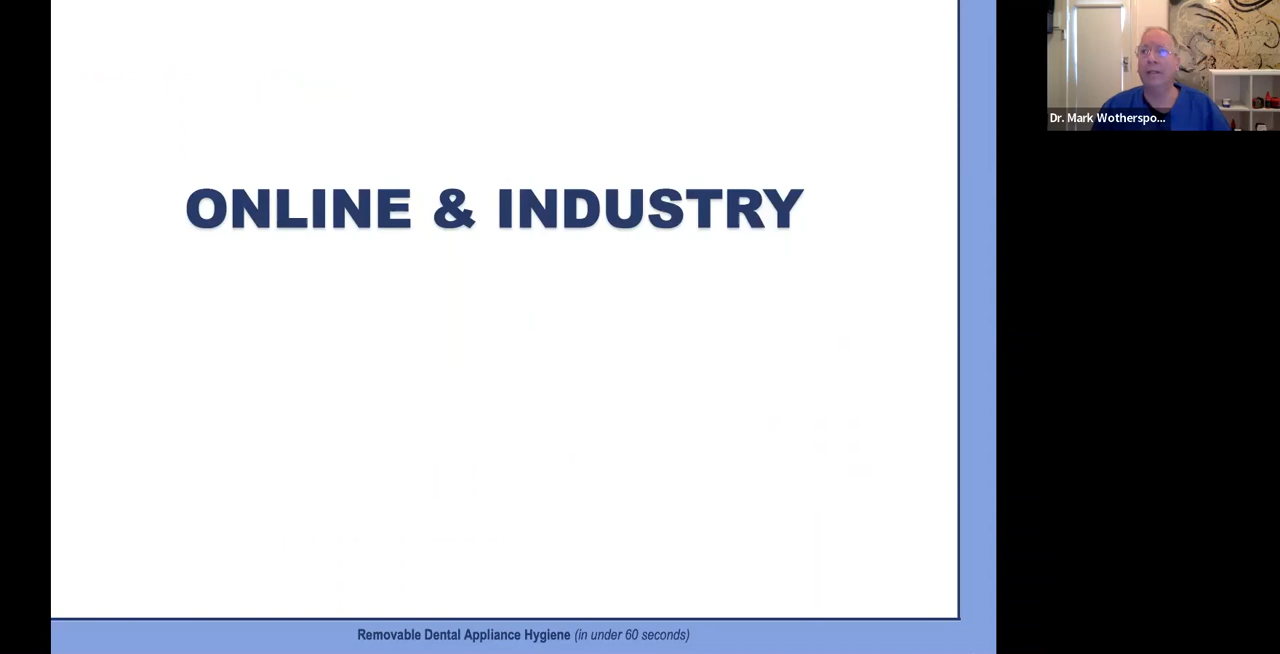 ONLINE & INDUSTRY
Dr. Mark Wotherspo...
Removable Dental Appliance Hygiene (in under 60 seconds)